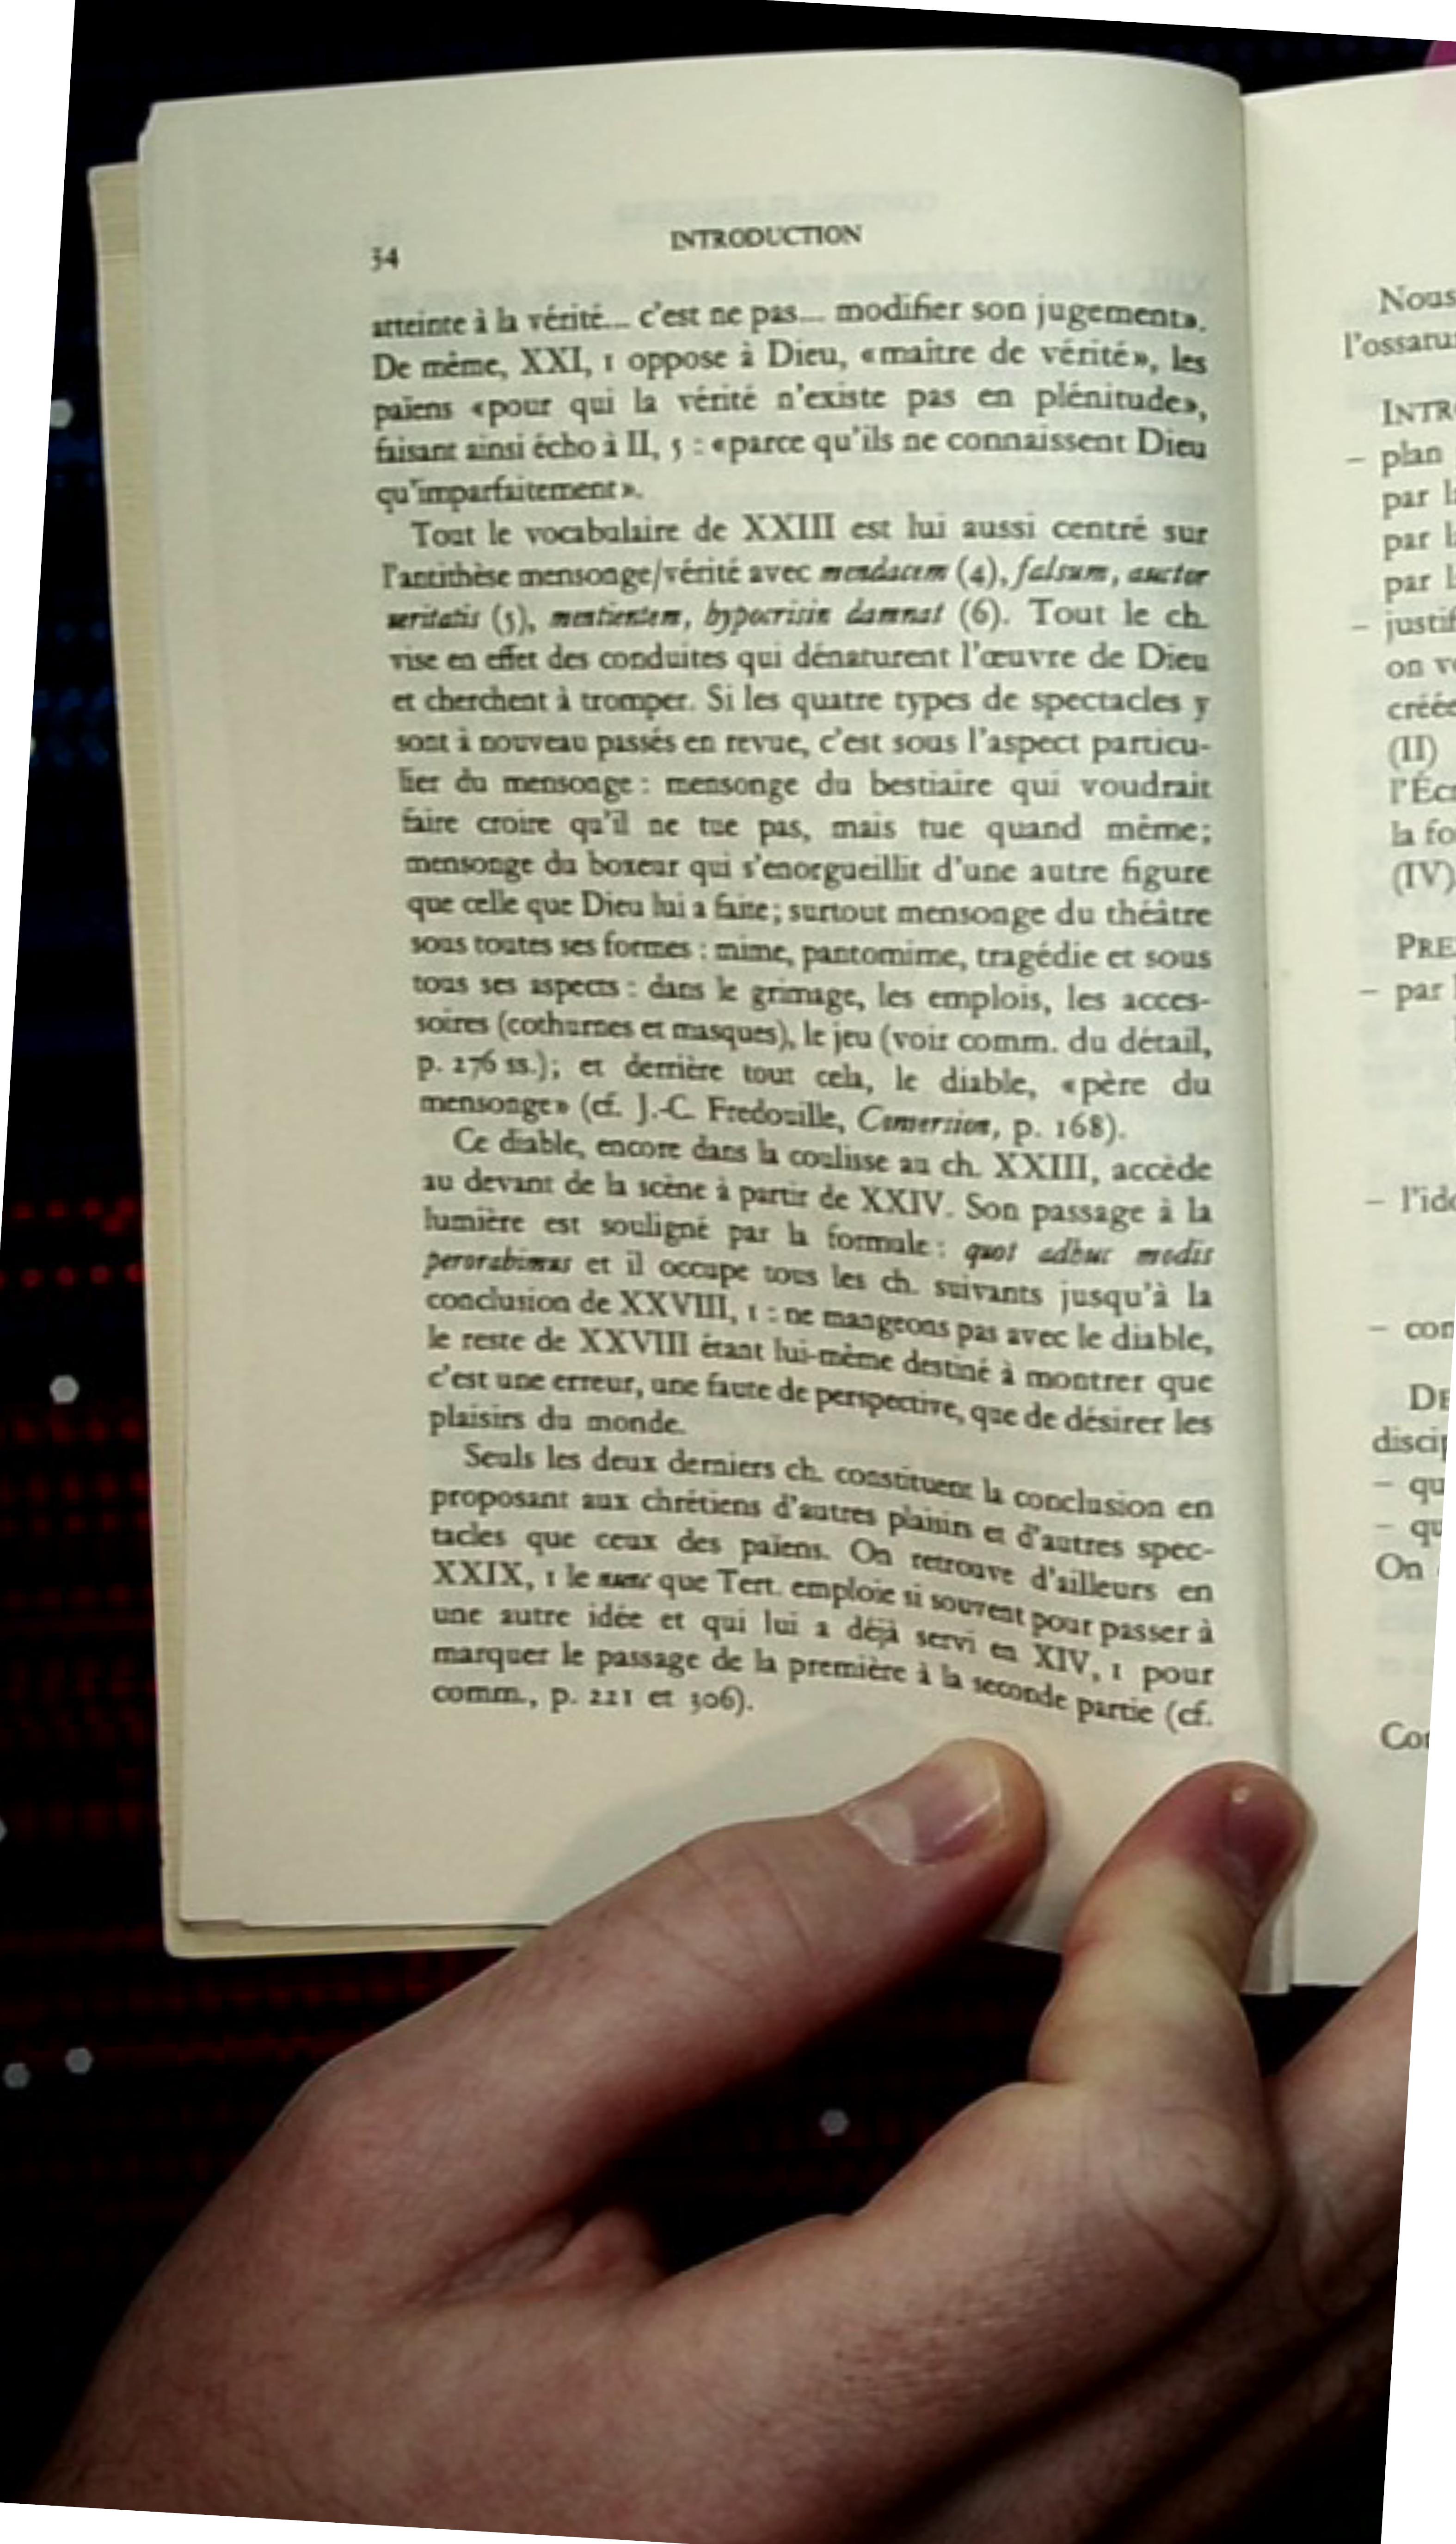 34
INTRODUCTION
atteinte à la vérité... c'est ne pas... modifier son jugement».
De même, XXI, 1 oppose à Dieu, «maître de vérité», les
païens «pour qui la vérité n'existe pas en plénitude»,
faisant ainsi écho à II, 5 : «parce qu'ils ne connaissent Dieu
qu'imparfaitement».
Tout le vocabulaire de XXIII est lui aussi centré sur
l'antithèse mensonge/vérité avec mendacem (4), falsum, auctor
veritatis (5), mentientem, hypocrisin damnat (6). Tout le ch.
vise en effet des conduites qui dénaturent l'œuvre de Dieu
et cherchent à tromper. Si les quatre types de spectacles y
sont à nouveau passés en revue, c'est sous l'aspect particu-
lier du mensonge : mensonge du bestiaire qui voudrait
faire croire qu'il ne tue pas, mais tue quand même;
mensonge du boxeur qui s'enorgueillit d'une autre figure
que celle que Dieu lui a faite; surtout mensonge du théâtre
sous toutes ses formes : mime, pantomime, tragédie et sous
tous ses aspects : dans le grimage, les emplois, les acces-
soires (cothurnes et masques), le jeu (voir comm. du détail,
p. 276 ss.); et derrière tout cela, le diable, «père du
mensonge» (cf. J.-C. Fredouille, Conversion, p. 168).
Ce diable, encore dans la coulisse au ch. XXIII, accède
au devant de la scène à partir de XXIV. Son passage à la
lumière est souligné par la formule : quot adhuc modis
perorabimus et il occupe tous les ch. suivants jusqu'à la
conclusion de XXVIII, 1 : ne mangeons pas avec le diable,
le reste de XXVIII étant lui-même destiné à montrer que
c'est une erreur, une faute de perspective, que de désirer les
plaisirs du monde.
Seuls les deux derniers ch. constituent la conclusion en
proposant aux chrétiens d'autres plaisirs et d'autres spec-
tacles que ceux des païens. On retrouve d'ailleurs en
XXIX, 1 le nunc que Tert. emploie si souvent pour passer à
une autre idée et qui lui a déjà servi en XIV, 1 pour
marquer le passage de la première à la seconde partie (cf.
comm., p. 221 et 306).
Nous
l'ossatu
INTR
– plan
par l
par l
par l
– justif
on v
créé
(II)
l'Éc
la fo
(IV)
PRE
– par
– l'id
– con
DE
discip
– qu
– qu
On
Con